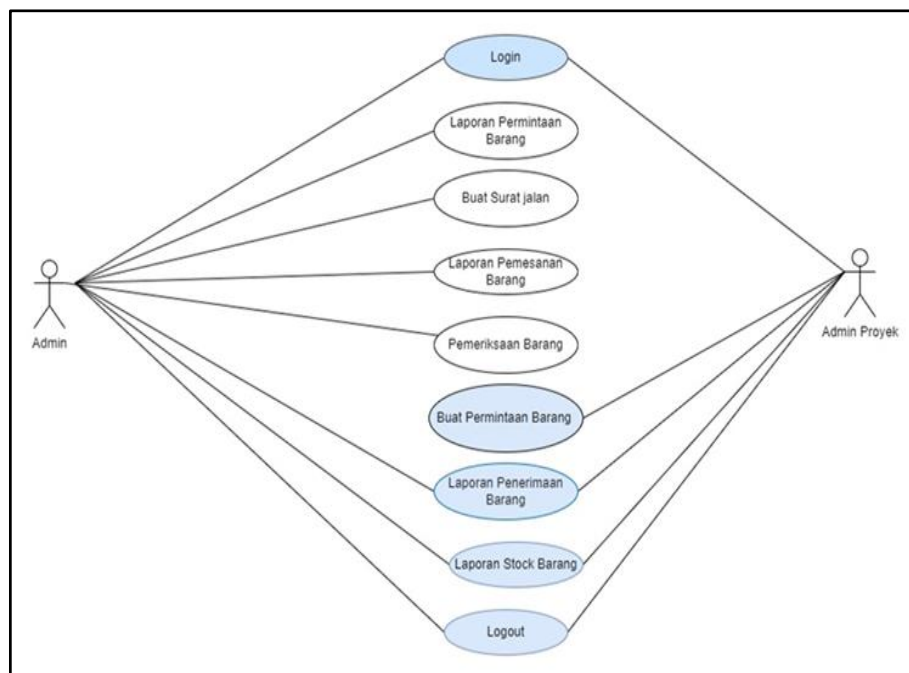 Login
Laporan Permintaan
Barang
Buat Surat jalan
Laporan Pemesanan
Barang
Pemeriksaan Barang
Admin
Admin Proyek
Buat Permintaan Barang
Laporan Penerimaan
Barang
Laporan Stock Barang
Logout